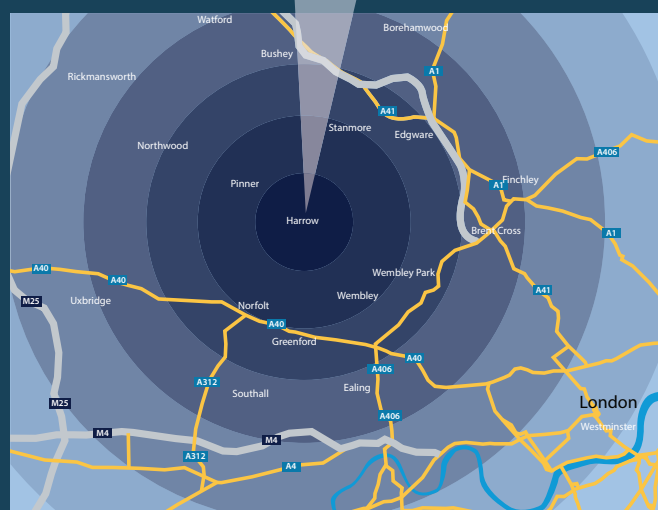 Watford
Borehamwood
Bushey
A1
Rickmansworth
A41
Stanmore
Edgware
Northwood
A406
Finchley
Pinner
A1
Harrow
Brent Cross
A1
A40
Wembley Park
A40
A41
M25
Uxbridge
Wembley
Norfolt
A40
Greenford
A40
A406
A312
Ealing
Southall
M25
London
A406
Westminster
M4
M4
A312
A4